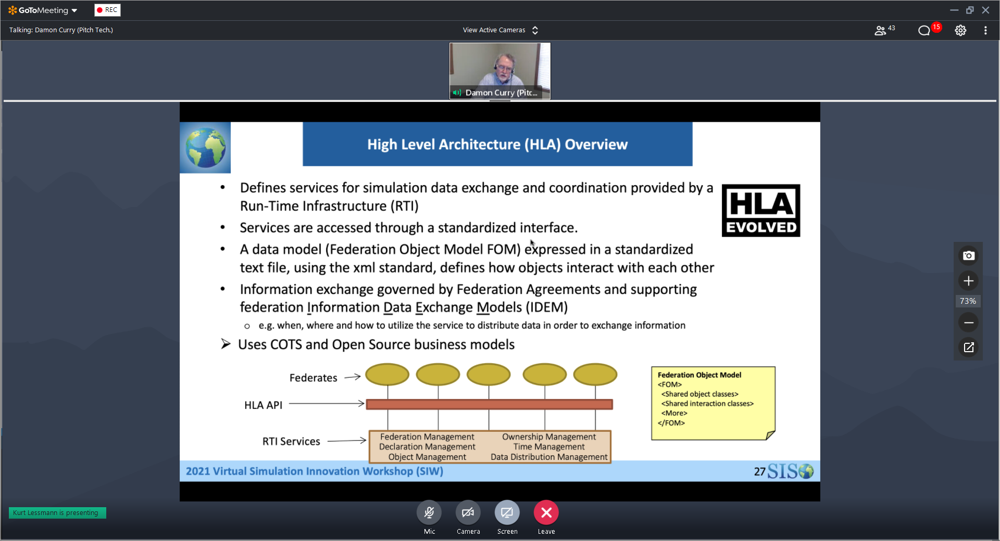 GoToMeeting
REC
Talking: Damon Curry (Pitch Tech.)
View Active Cameras
43
15
Damon Curry (Pitc...
High Level Architecture (HLA) Overview
• Defines services for simulation data exchange and coordination provided by a
Run-Time Infrastructure (RTI)
• Services are accessed through a standardized interface.
• A data model (Federation Object Model FOM) expressed in a standardized
text file, using the xml standard, defines how objects interact with each other
• Information exchange governed by Federation Agreements and supporting
federation Information Data Exchange Models (IDEM)
o e.g. when, where and how to utilize the service to distribute data in order to exchange information
➢ Uses COTS and Open Source business models
HLA
EVOLVED
73%
Federates
HLA API
RTI Services
Federation Management
Declaration Management
Object Management
Ownership Management
Time Management
Data Distribution Management
Federation Object Model
<FOM>
<Shared object classes>
<Shared interaction classes>
<More>
</FOM>
2021 Virtual Simulation Innovation Workshop (SIW)
27
SISO
Kurt Lessmann is presenting
Mic
Camera
Screen
Leave